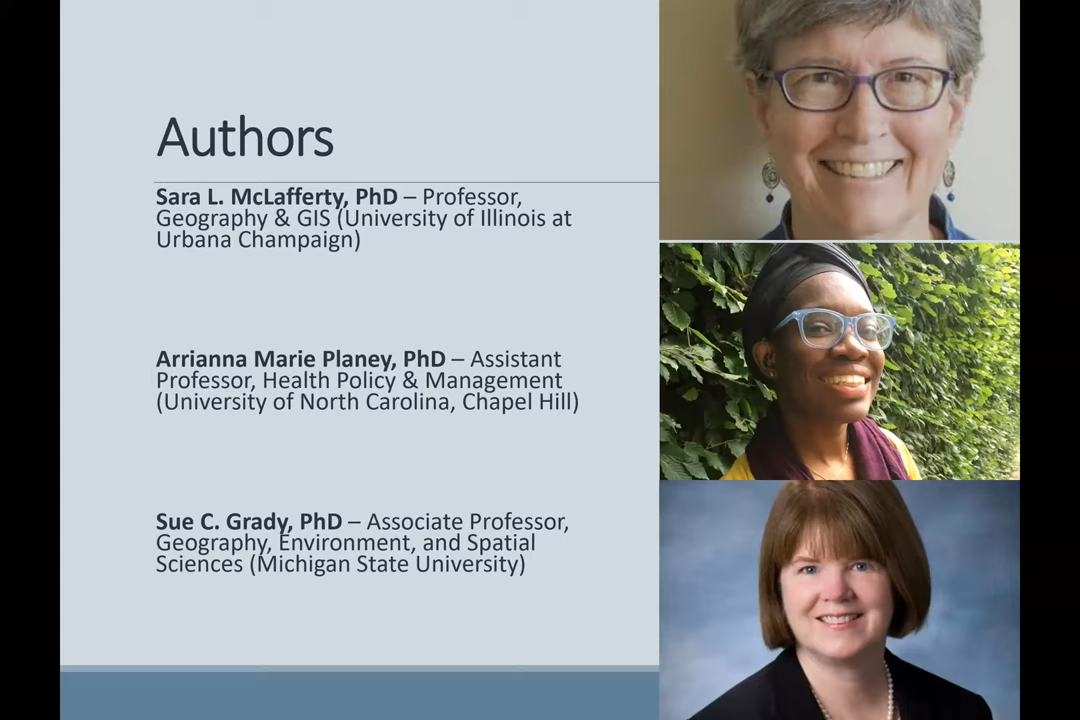 Authors
Sara L. McLafferty, PhD – Professor,
Geography & GIS (University of Illinois at
Urbana Champaign)
Arrianna Marie Planey, PhD – Assistant
Professor, Health Policy & Management
(University of North Carolina, Chapel Hill)
Sue C. Grady, PhD – Associate Professor,
Geography, Environment, and Spatial
Sciences (Michigan State University)